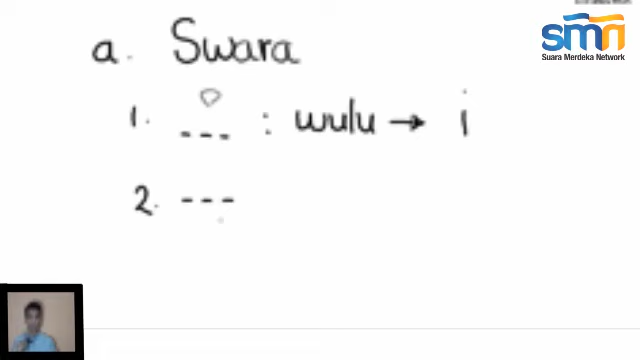 smn
Suara Merdeka Network
a. Swara
1. --- : wulu → i
2. ---